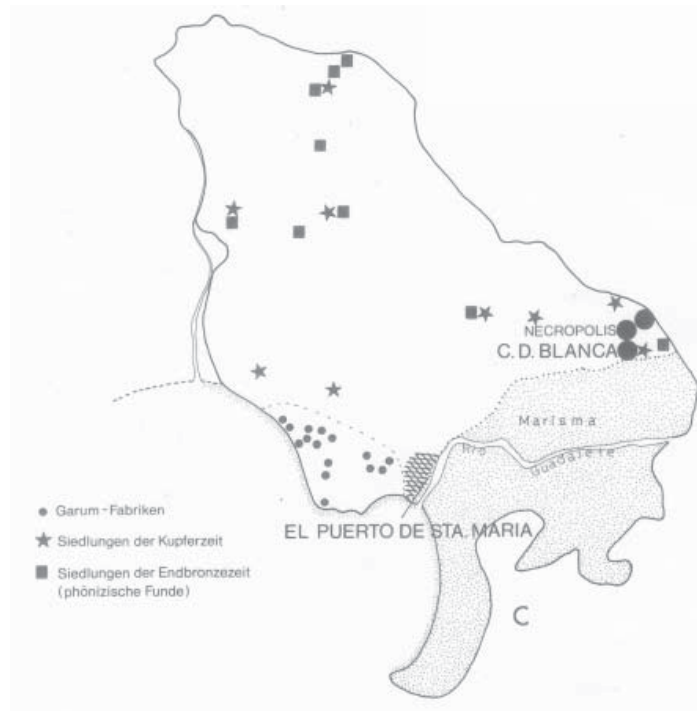 NECROPOLIS
C.D. BLANCA
Marisma
Rio Guadalete
Garum-Fabriken
EL PUERTO DE STA. MARIA
Siedlungen der Kupferzeit
Siedlungen der Endbronzezeit
(phönizische Funde)
C